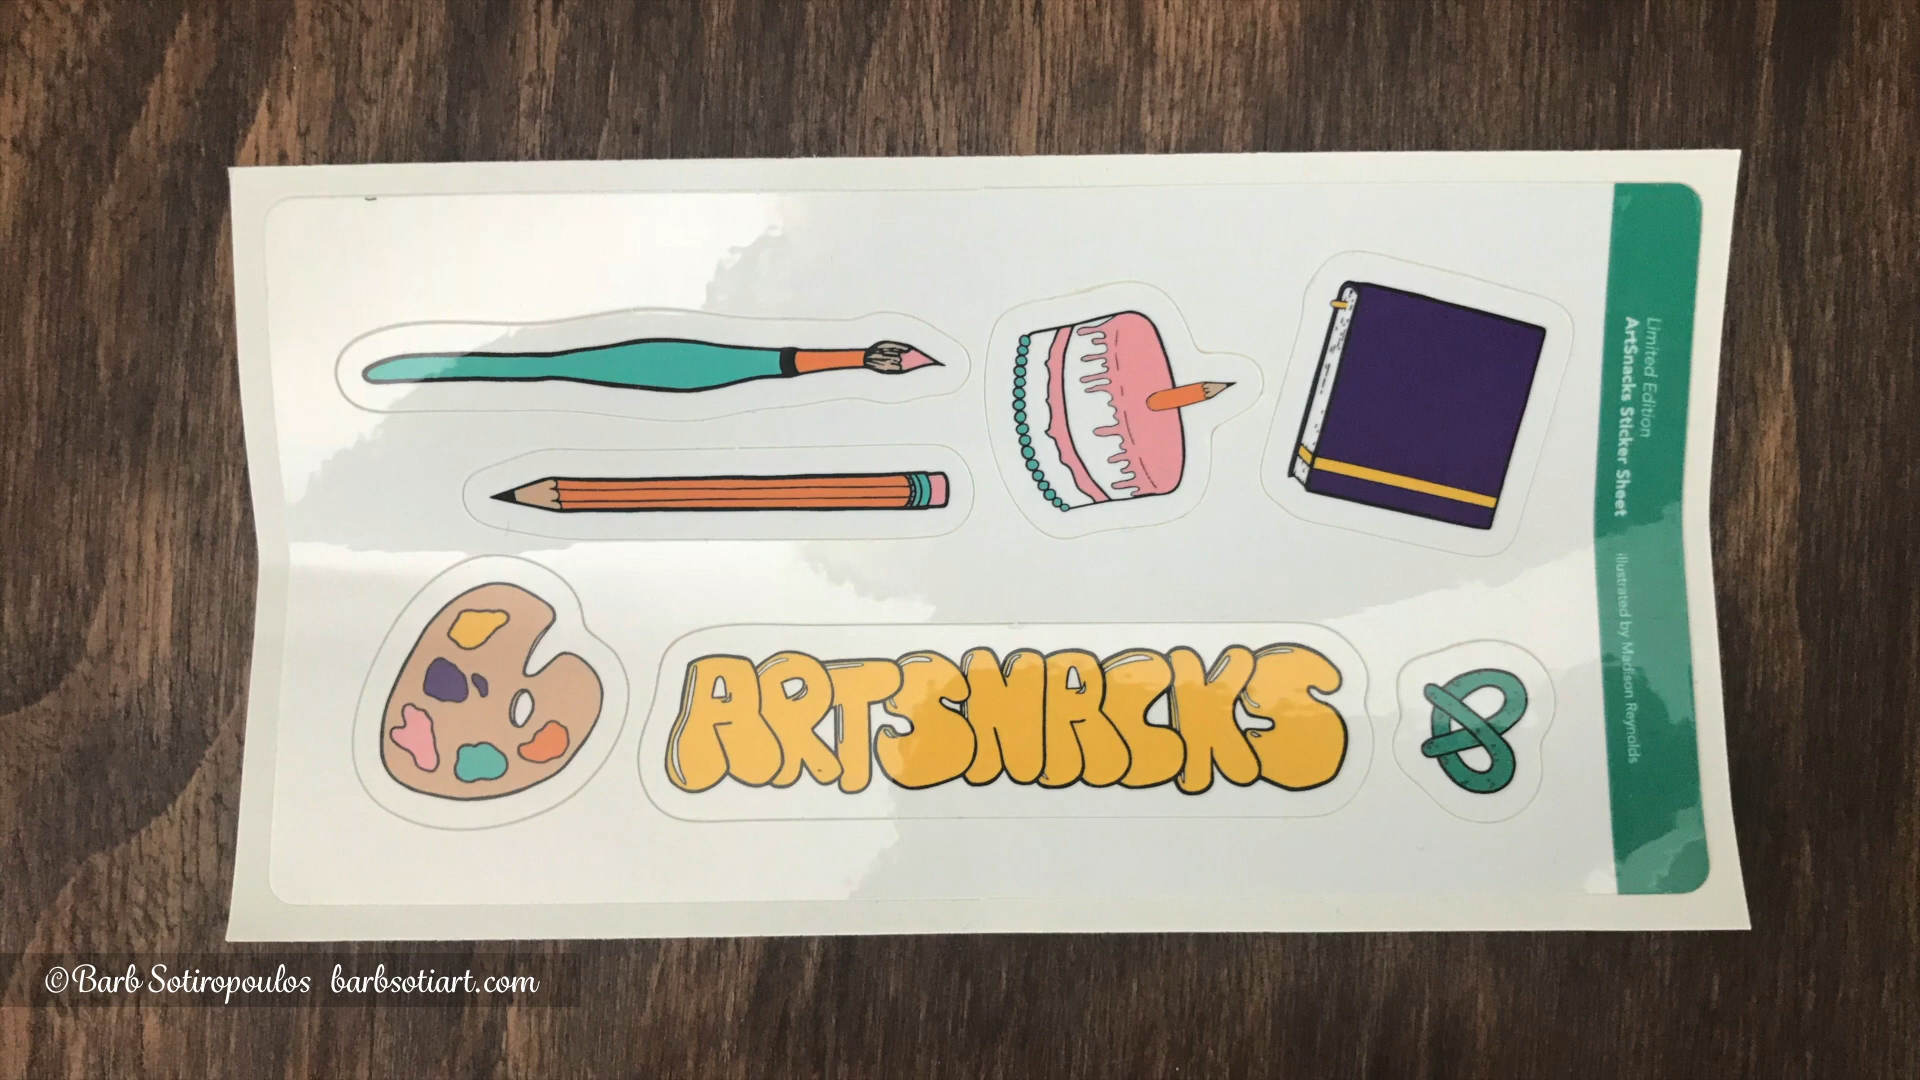 Limited Edition
ArtSnacks Sticker Sheet illustrated by Madison Reynolds
ARTSNACKS
©Barb Sotiropoulos barbsotiart.com